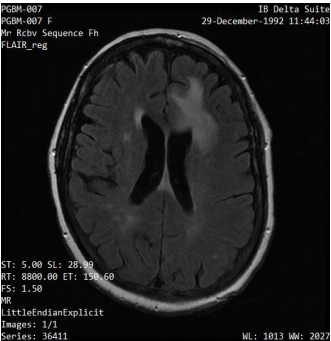 PGBM-007
IB Delta Suite
PGBM-007 F
29-December-1992 11:44:03
Mr Rcbv Sequence Fh
FLAIR_reg
ST: 5.00 SL: 28.99
RT: 8800.00 ET: 150.60
FS: 1.50
MR
LittleEndianExplicit
Images: 1/1
Series: 36411
WL: 1013 WW: 2027